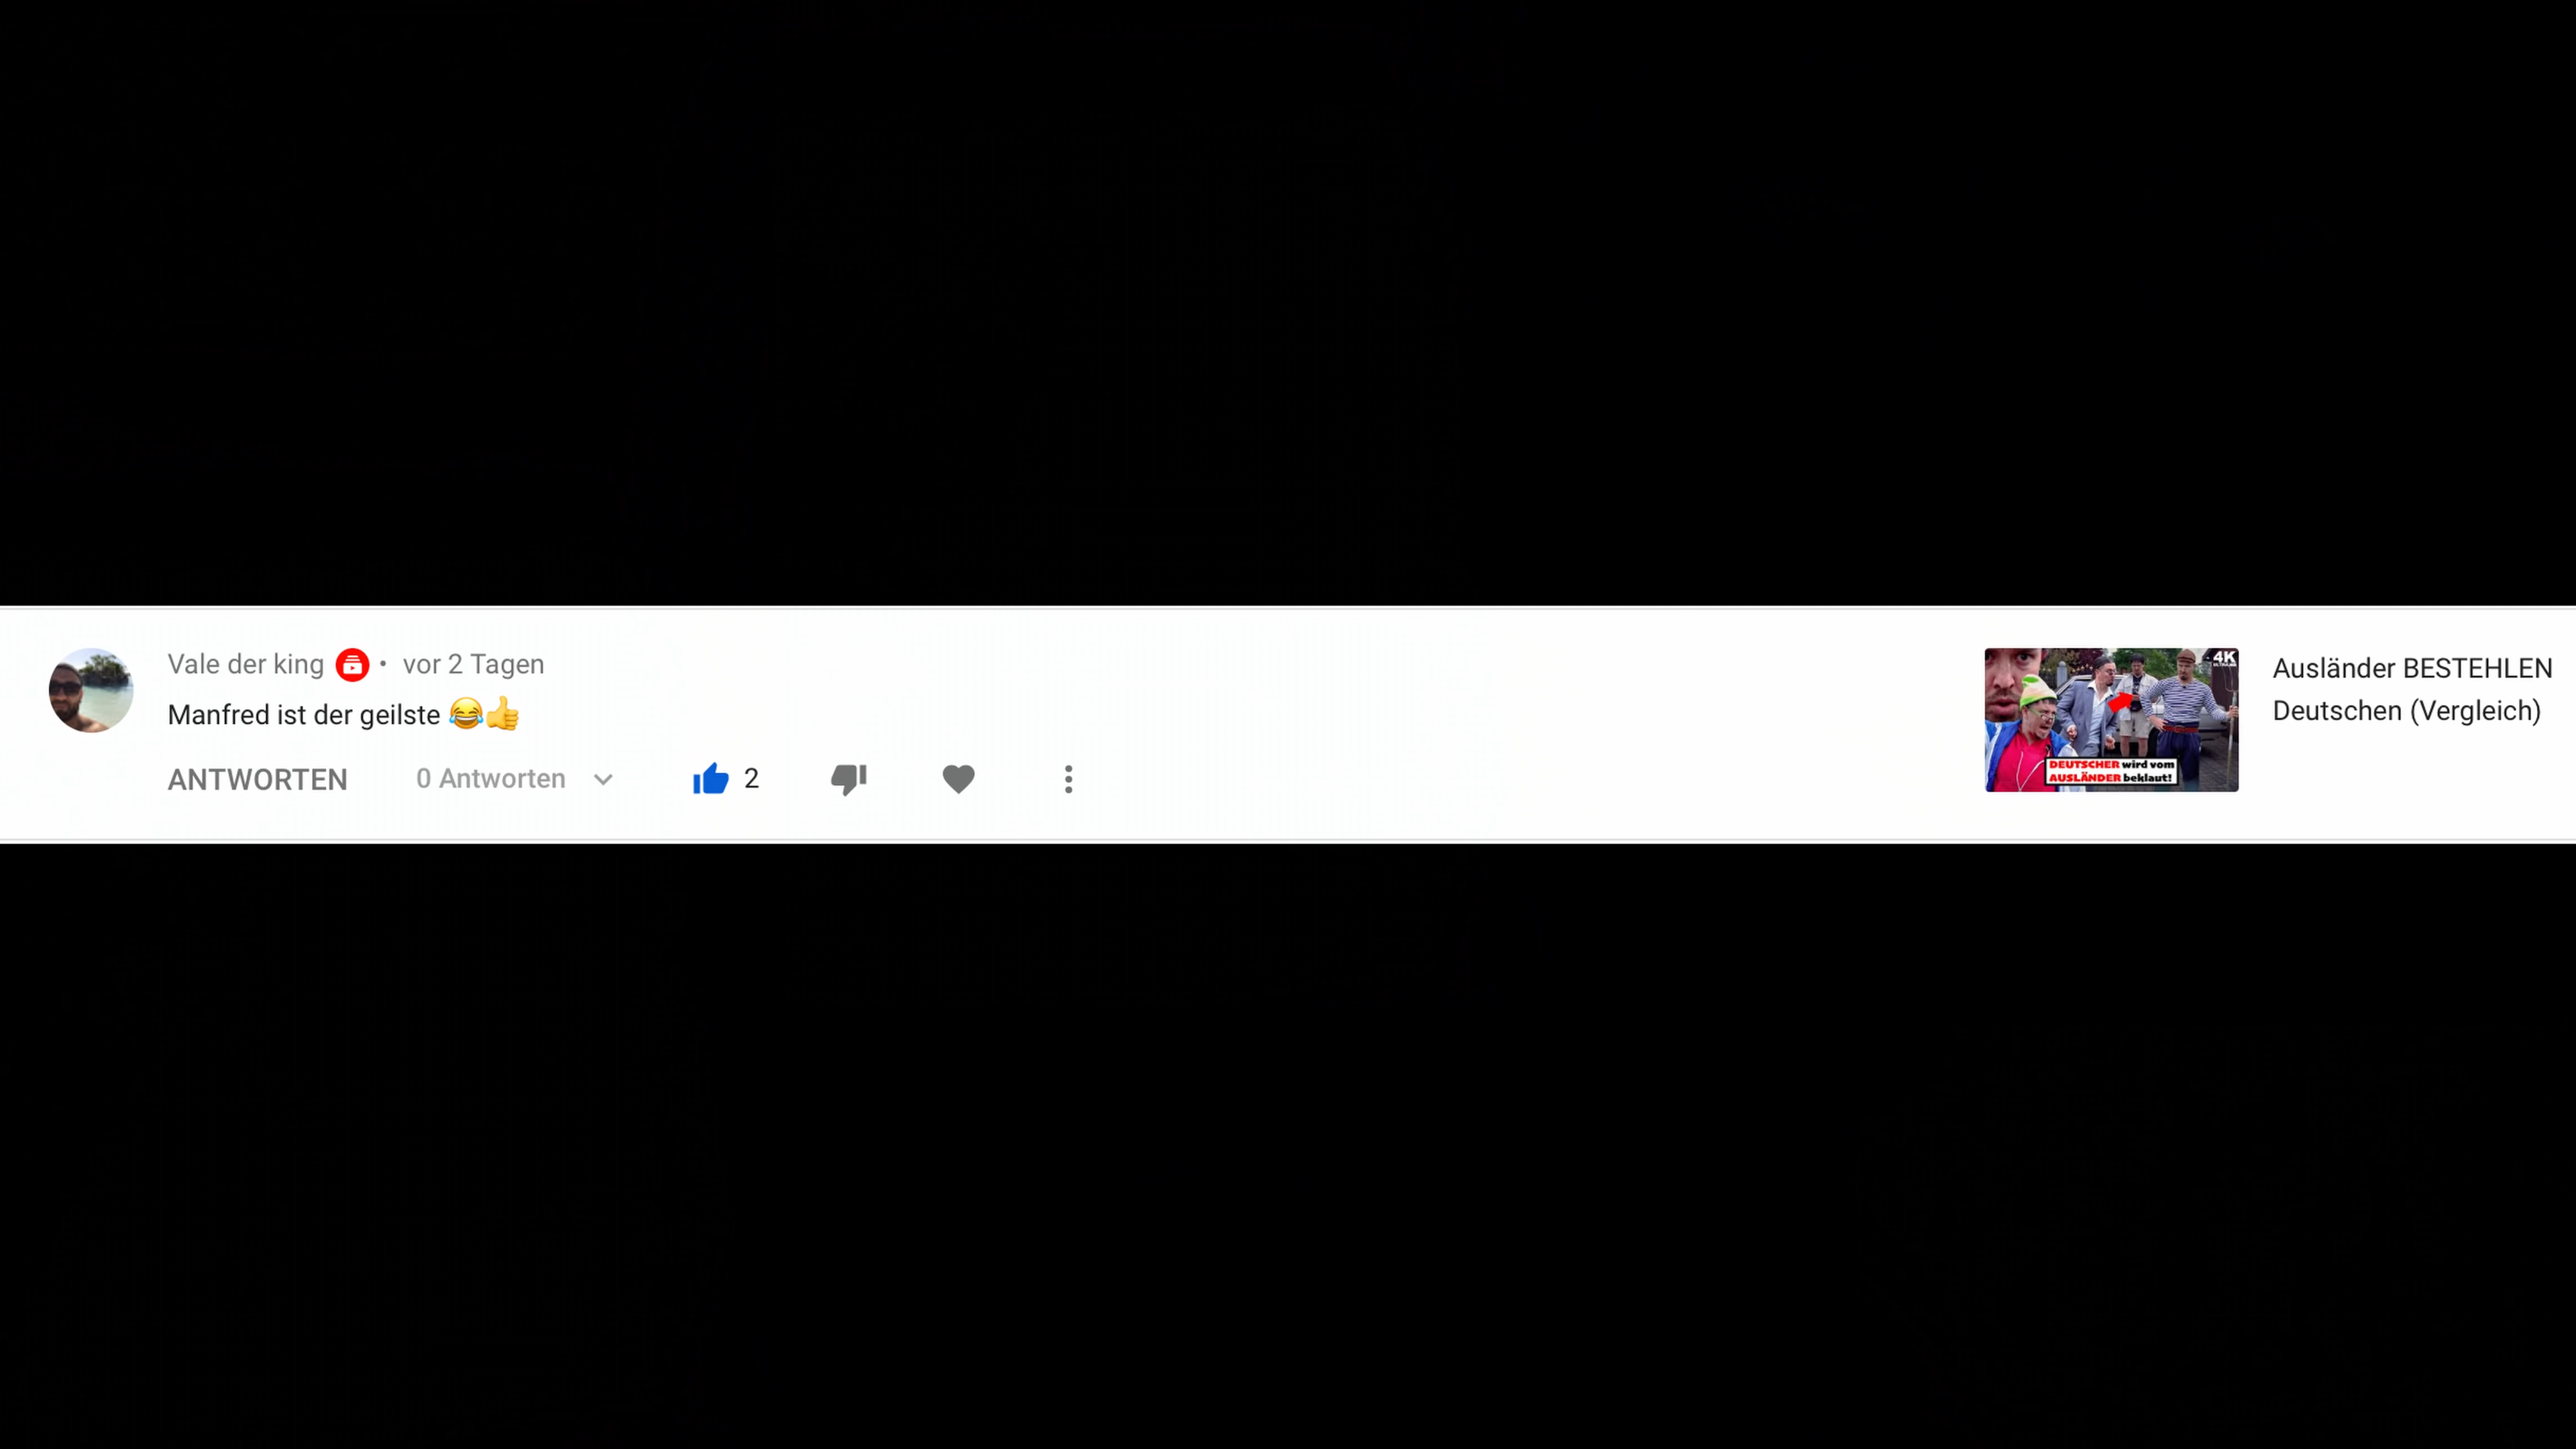 Vale der king • vor 2 Tagen
Manfred ist der geilste 😂👍
ANTWORTEN 0 Antworten 2
4K
DEUTSCHER wird vom
AUSLÄNDER beklaut!
Ausländer BESTEHLEN
Deutschen (Vergleich)